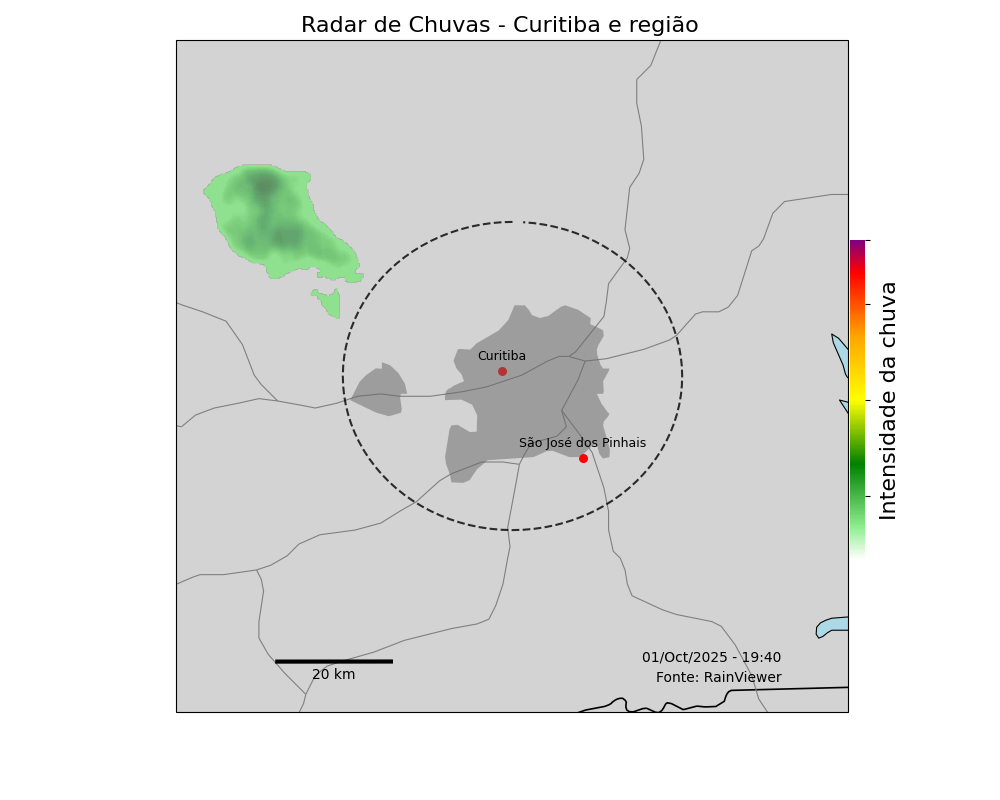 Radar de Chuvas - Curitiba e região
Curitiba
São José dos Pinhais
Intensidade da chuva
01/Oct/2025 - 19:40
Fonte: RainViewer
20 km